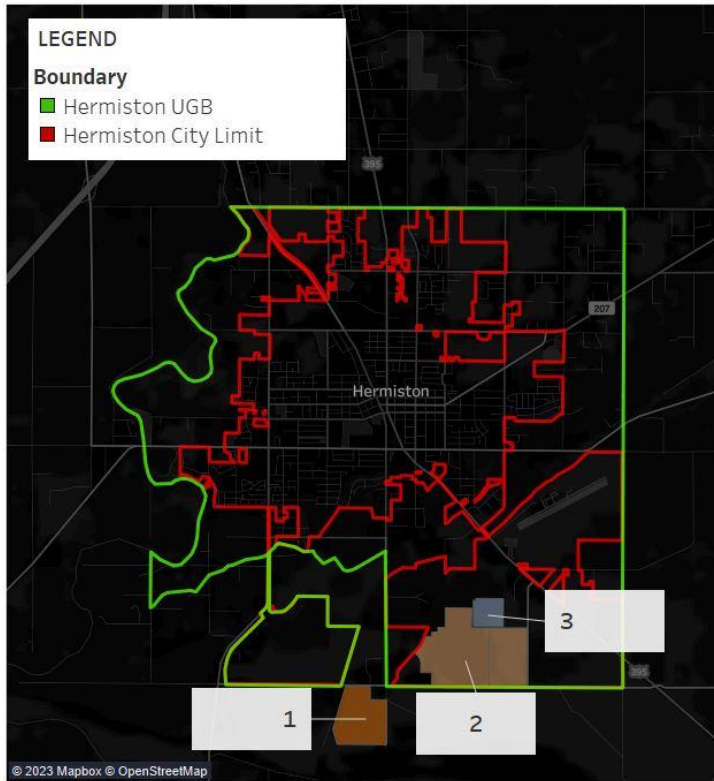 LEGEND
Boundary
Hermiston UGB
Hermiston City Limit
395
207
Hermiston
3
395
1
2
© 2023 Mapbox © OpenStreetMap